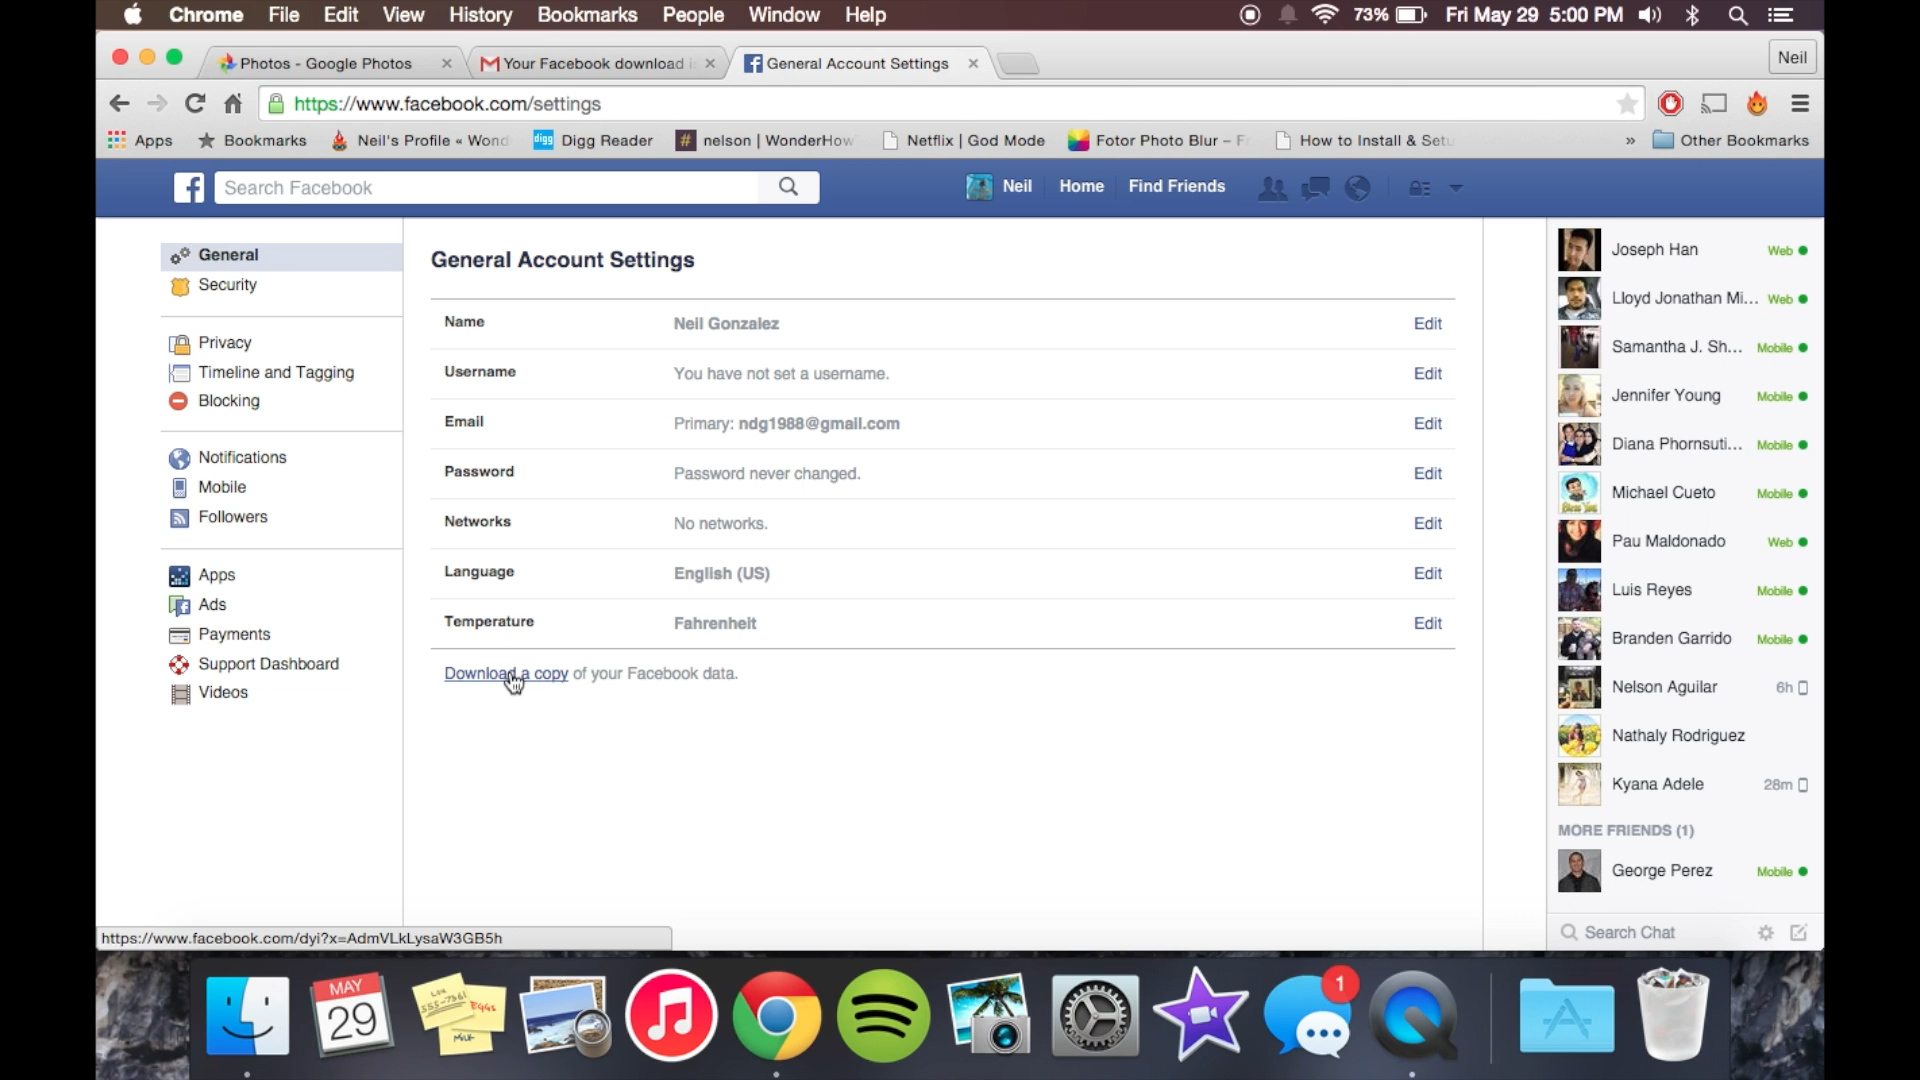 Chrome File Edit View History Bookmarks People Window Help 73% Fri May 29 5:00 PM
Photos - Google Photos
Your Facebook download
General Account Settings
Neil
https://www.facebook.com/settings
Apps Bookmarks Neil's Profile « Wond digg Digg Reader # nelson | WonderHow Netflix | God Mode Fotor Photo Blur – F How to Install & Setu » Other Bookmarks
Search Facebook
Neil Home Find Friends
General
Security
Privacy
Timeline and Tagging
Blocking
Notifications
Mobile
Followers
Apps
Ads
Payments
Support Dashboard
Videos
General Account Settings
Name Neil Gonzalez Edit
Username You have not set a username. Edit
Email Primary: ndg1988@gmail.com Edit
Password Password never changed. Edit
Networks No networks. Edit
Language English (US) Edit
Temperature Fahrenheit Edit
Download a copy of your Facebook data.
Joseph Han Web
Lloyd Jonathan Mi... Web
Samantha J. Sh... Mobile
Jennifer Young Mobile
Diana Phornsuti... Mobile
Michael Cueto Mobile
Pau Maldonado Web
Luis Reyes Mobile
Branden Garrido Mobile
Nelson Aguilar 6h
Nathaly Rodriguez
Kyana Adele 28m
MORE FRIENDS (1)
George Perez Mobile
Search Chat
https://www.facebook.com/dyi?x=AdmVLkLysaW3GB5h
MAY
29
555-7361
EGGS
MILK
1